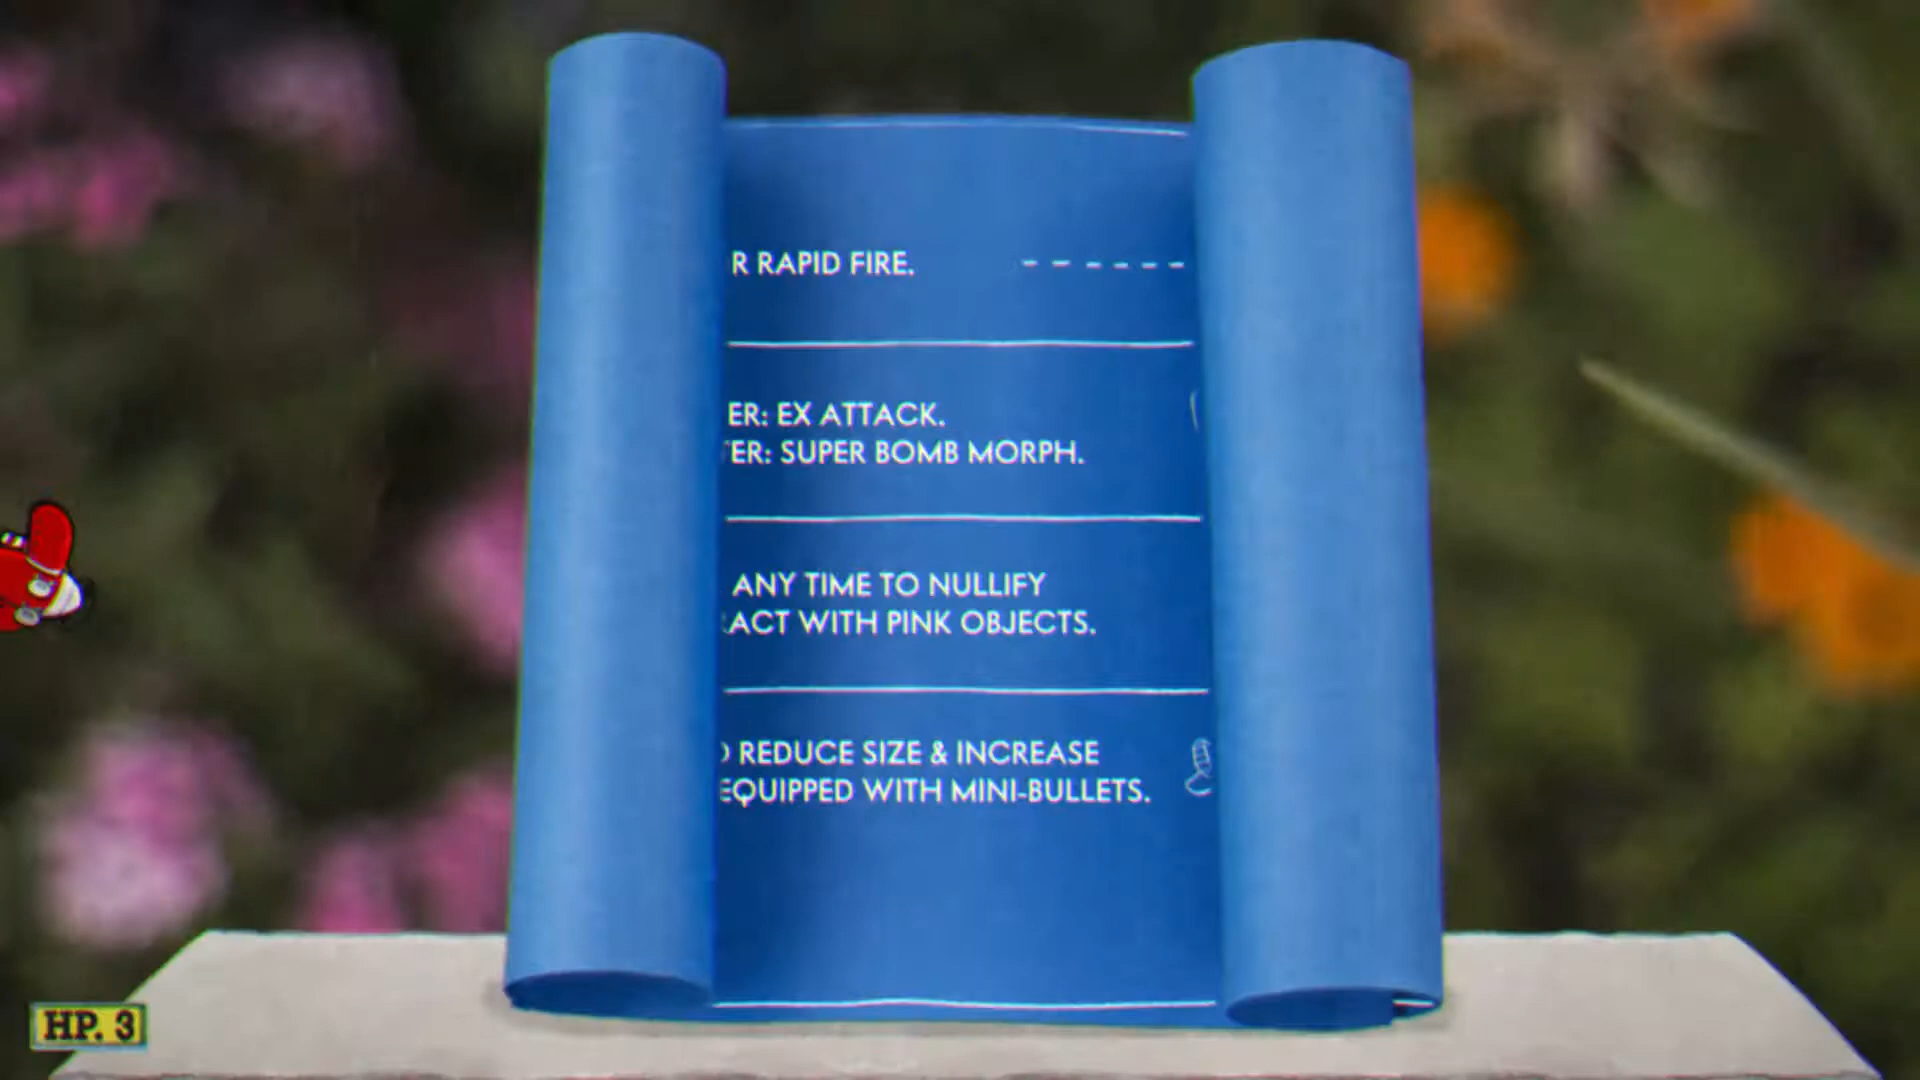 R RAPID FIRE.
ER: EX ATTACK.
ER: SUPER BOMB MORPH.
ANY TIME TO NULLIFY
ACT WITH PINK OBJECTS.
REDUCE SIZE & INCREASE
EQUIPPED WITH MINI-BULLETS.
HP. 3